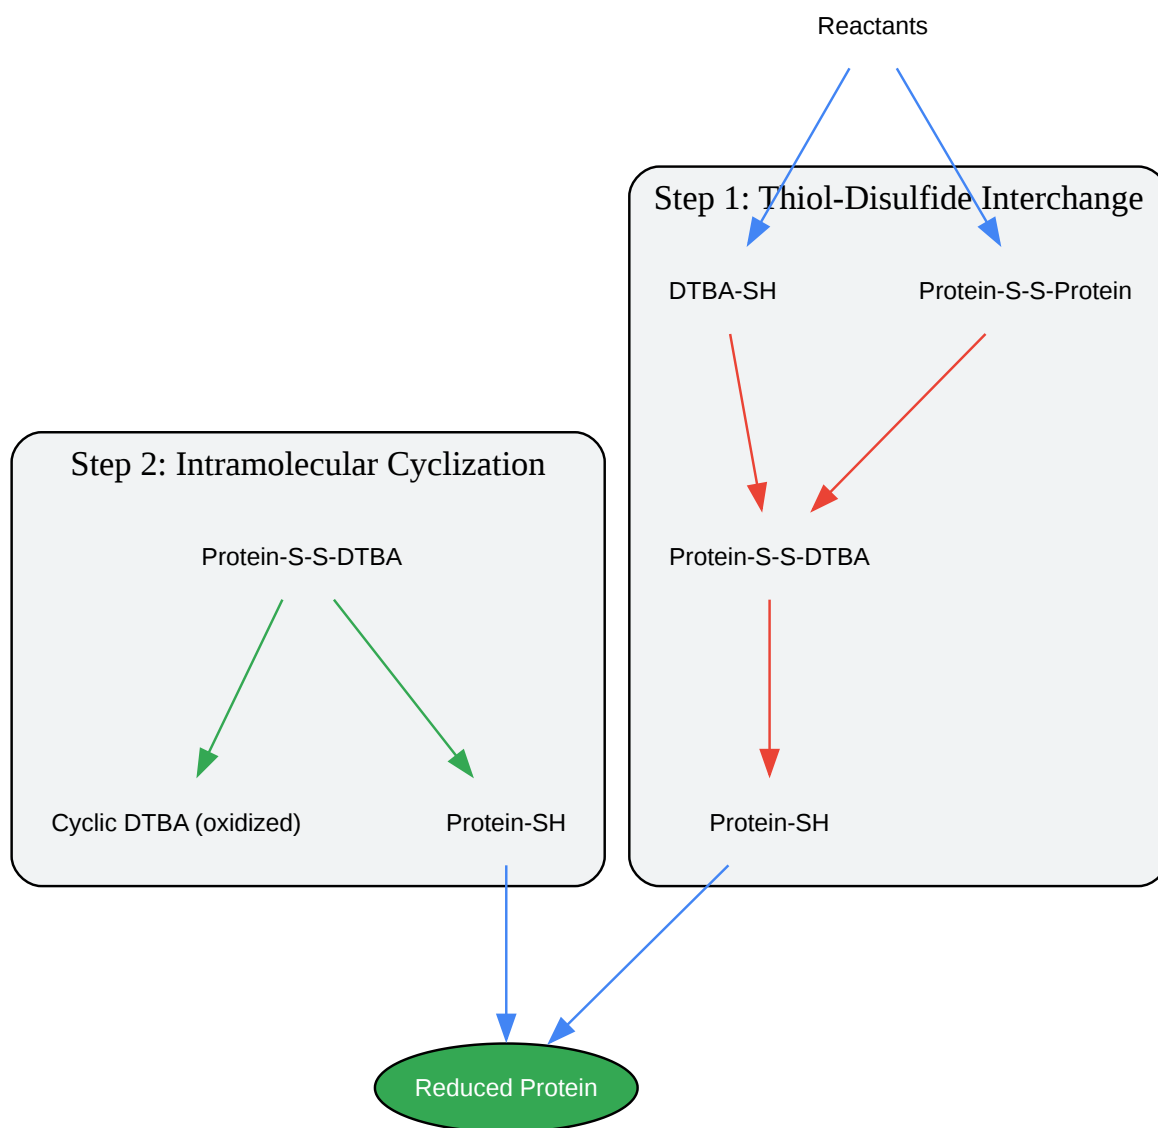 Reactants
Step 1: Thiol-Disulfide Interchange
DTBA-SH
Protein-S-S-Protein
Protein-S-S-DTBA
Protein-SH
Step 2: Intramolecular Cyclization
Protein-S-S-DTBA
Cyclic DTBA (oxidized)
Protein-SH
Reduced Protein